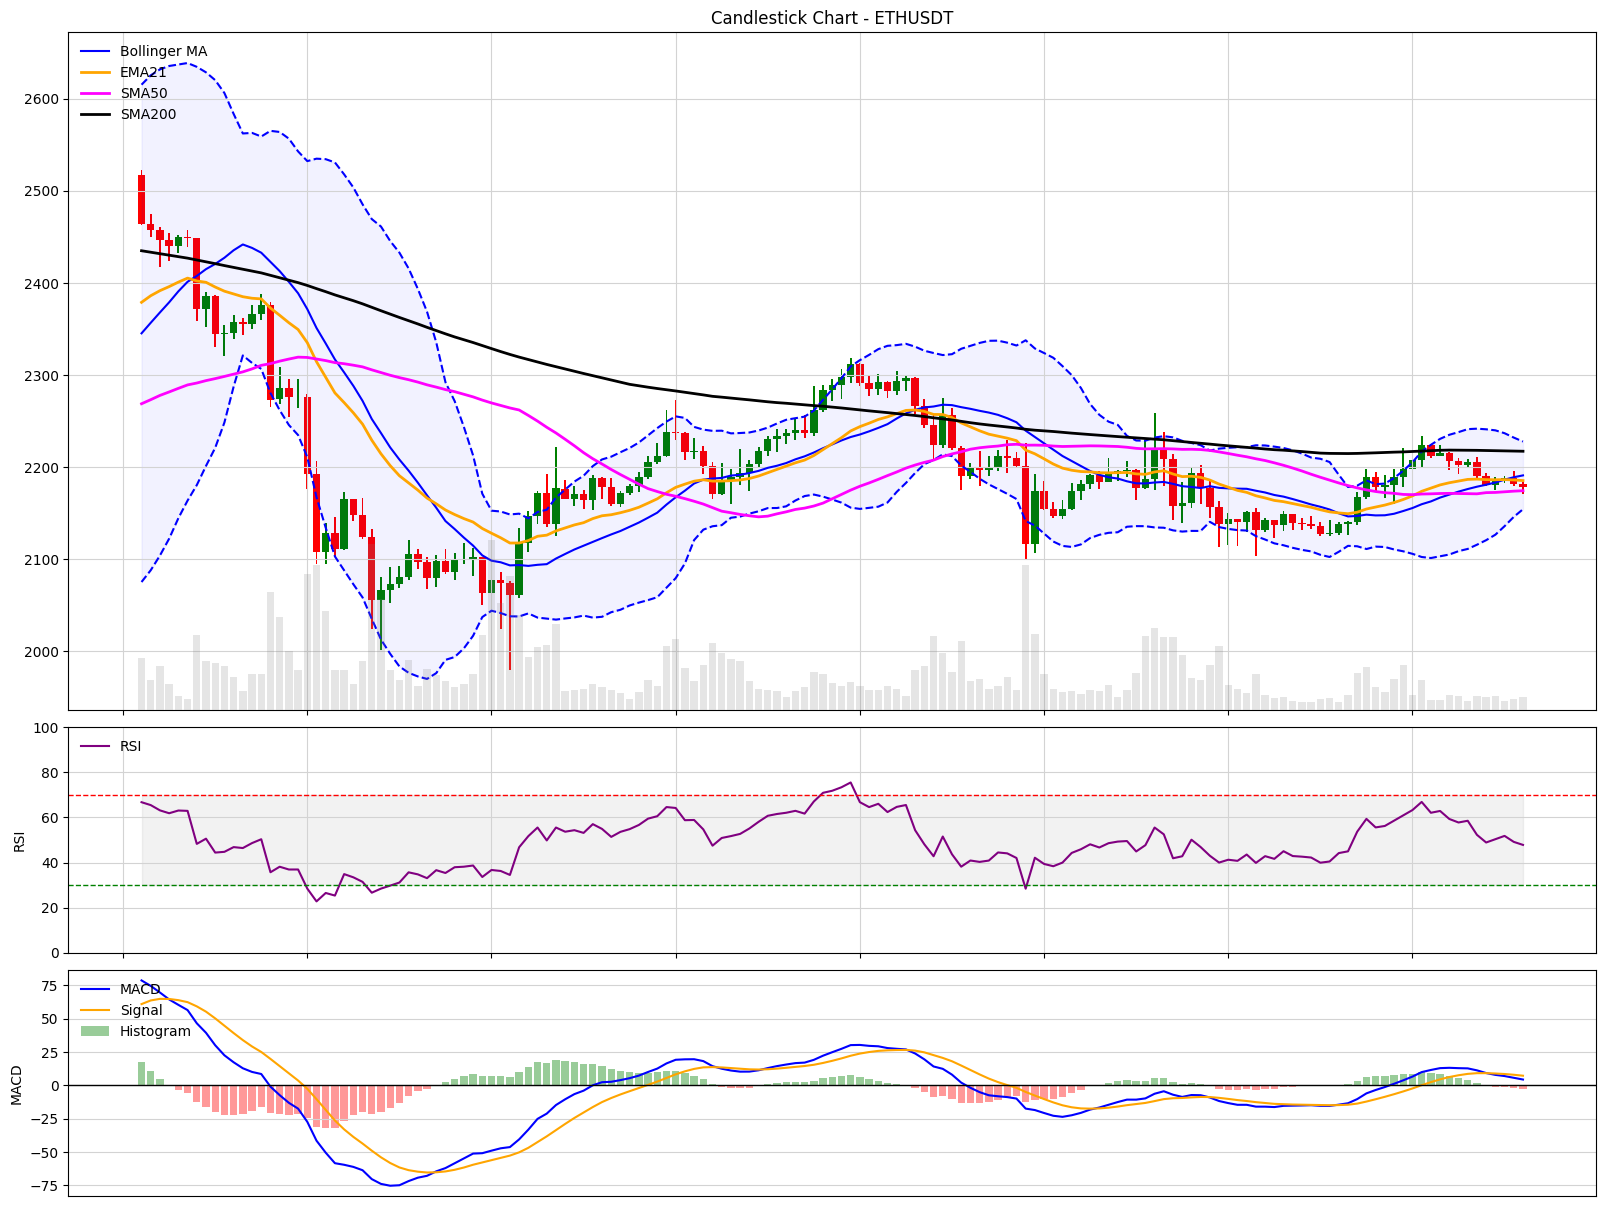 Candlestick Chart - ETHUSDT
Bollinger MA
EMA21
SMA50
SMA200
2600
2500
2400
2300
2200
2100
2000
RSI
100
80
60
40
20
0
RSI
MACD
Signal
Histogram
75
50
25
0
−25
−50
−75
MACD